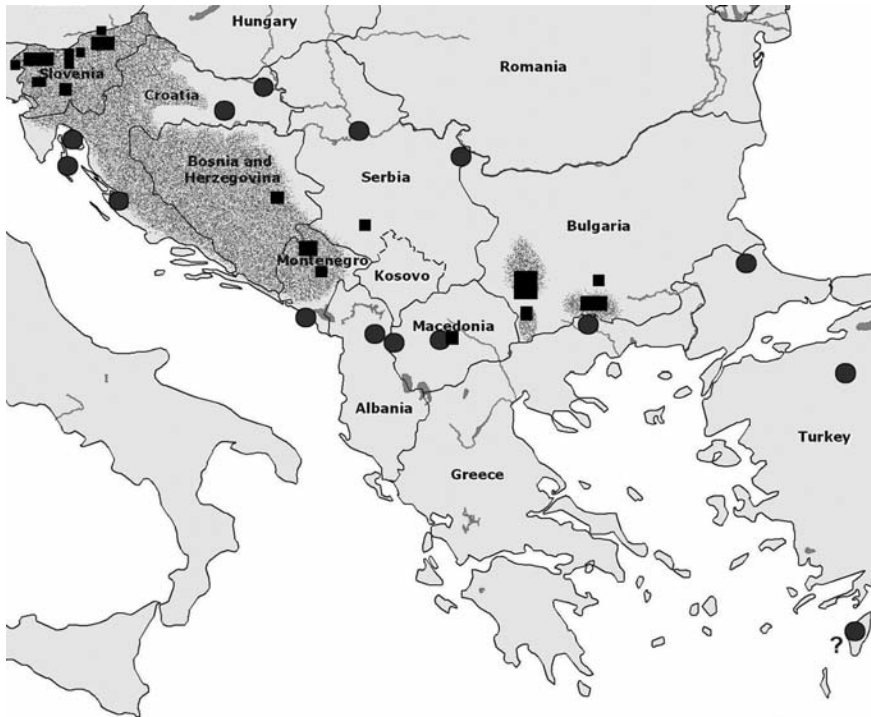 Hungary
Romania
Slovenia
Croatia
Bosnia and
Herzegovina
Serbia
Bulgaria
Montenegro
Kosovo
Macedonia
Albania
Turkey
Greece
?